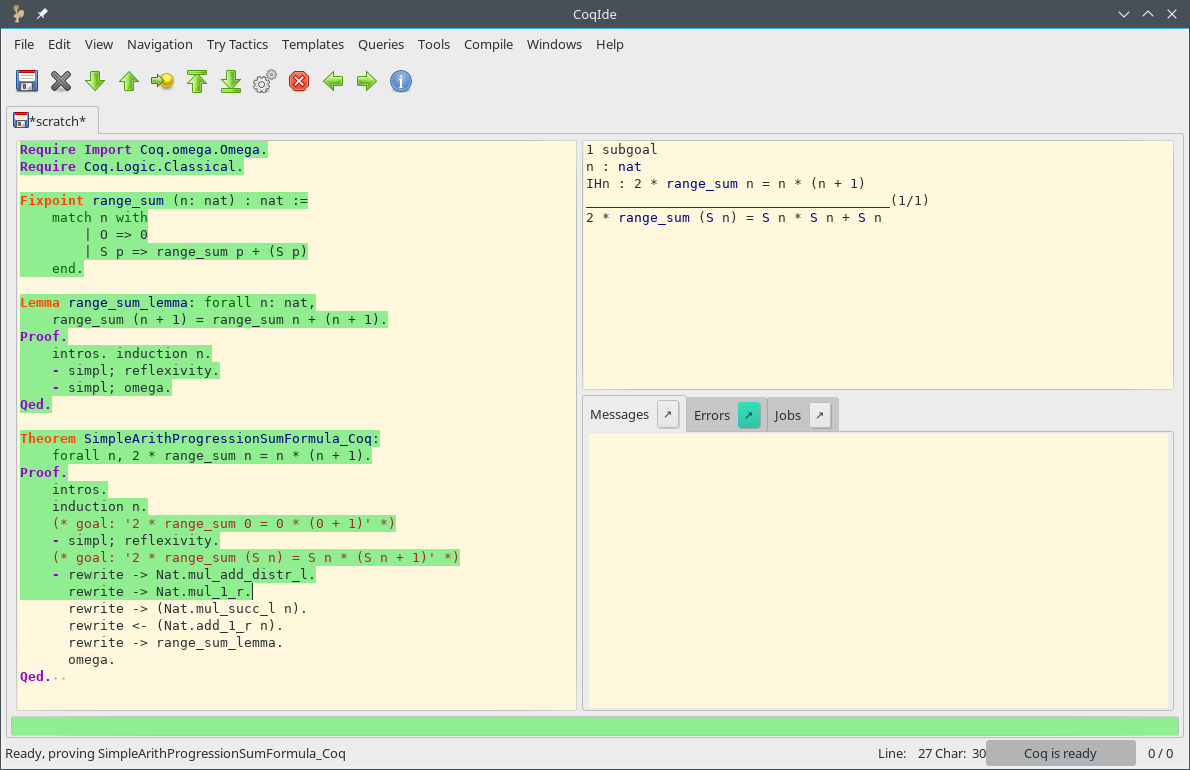 CoqIde
File Edit View Navigation Try Tactics Templates Queries Tools Compile Windows Help
*scratch*
Require Import Coq.omega.Omega.
Require Coq.Logic.Classical.
Fixpoint range_sum (n: nat) : nat :=
    match n with
        | O => 0
        | S p => range_sum p + (S p)
    end.
Lemma range_sum_lemma: forall n: nat,
    range_sum (n + 1) = range_sum n + (n + 1).
Proof.
    intros. induction n.
    - simpl; reflexivity.
    - simpl; omega.
Qed.
Theorem SimpleArithProgressionSumFormula_Coq:
    forall n, 2 * range_sum n = n * (n + 1).
Proof.
    intros.
    induction n.
    (* goal: '2 * range_sum 0 = 0 * (0 + 1)' *)
    - simpl; reflexivity.
    (* goal: '2 * range_sum (S n) = S n * (S n + 1)' *)
    - rewrite -> Nat.mul_add_distr_l.
      rewrite -> Nat.mul_1_r.
      rewrite -> (Nat.mul_succ_l n).
      rewrite <- (Nat.add_1_r n).
      rewrite -> range_sum_lemma.
      omega.
Qed.
1 subgoal
n : nat
IHn : 2 * range_sum n = n * (n + 1)
______________________________________(1/1)
2 * range_sum (S n) = S n * S n + S n
Messages Errors Jobs
Ready, proving SimpleArithProgressionSumFormula_Coq
Line: 27 Char: 30 Coq is ready 0 / 0